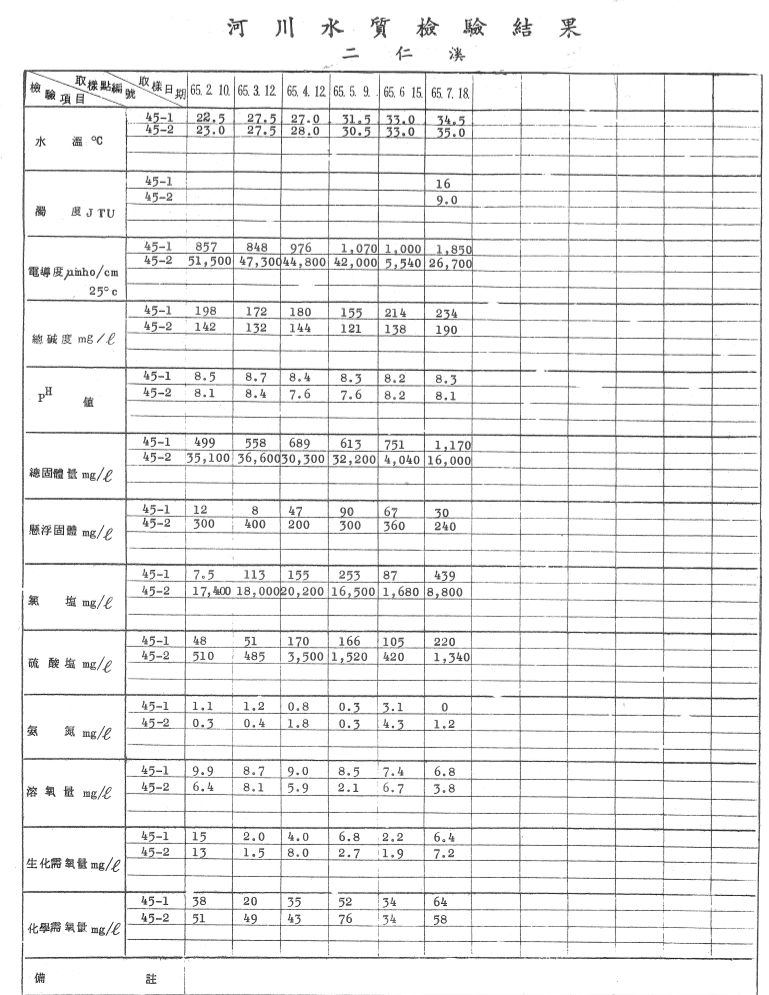 河川水質檢驗結果
二仁溪
檢驗項目 取樣點編號 取樣日期 65.2.10. 65.3.12. 65.4.12. 65.5.9. 65.6 15. 65.7.18.
水溫 °C
45-1 22.5 27.5 27.0 31.5 33.0 34.5
45-2 23.0 27.5 28.0 30.5 33.0 35.0
濁度 JTU
45-1 16
45-2 9.0
電導度 μmho/cm 25°c
45-1 857 848 976 1,070 1,000 1,850
45-2 51,500 47,300 44,800 42,000 5,540 26,700
總碱度 mg/ℓ
45-1 198 172 180 155 214 234
45-2 142 132 144 121 138 190
PH 值
45-1 8.5 8.7 8.4 8.3 8.2 8.3
45-2 8.1 8.4 7.6 7.6 8.2 8.1
總固體量 mg/ℓ
45-1 499 558 689 613 751 1,170
45-2 35,100 36,600 30,300 32,200 4,040 16,000
懸浮固體 mg/ℓ
45-1 12 8 47 90 67 30
45-2 300 400 200 300 360 240
氯塩 mg/ℓ
45-1 7.5 113 155 253 87 439
45-2 17,400 18,000 20,200 16,500 1,680 8,800
硫酸塩 mg/ℓ
45-1 48 51 170 166 105 220
45-2 510 485 3,500 1,520 420 1,340
氨氮 mg/ℓ
45-1 1.1 1.2 0.8 0.3 3.1 0
45-2 0.3 0.4 1.8 0.3 4.3 1.2
溶氧量 mg/ℓ
45-1 9.9 8.7 9.0 8.5 7.4 6.8
45-2 6.4 8.1 5.9 2.1 6.7 3.8
生化需氧量 mg/ℓ
45-1 15 2.0 4.0 6.8 2.2 6.4
45-2 13 1.5 8.0 2.7 1.9 7.2
化學需氧量 mg/ℓ
45-1 38 20 35 52 34 64
45-2 51 49 43 76 34 58
備註